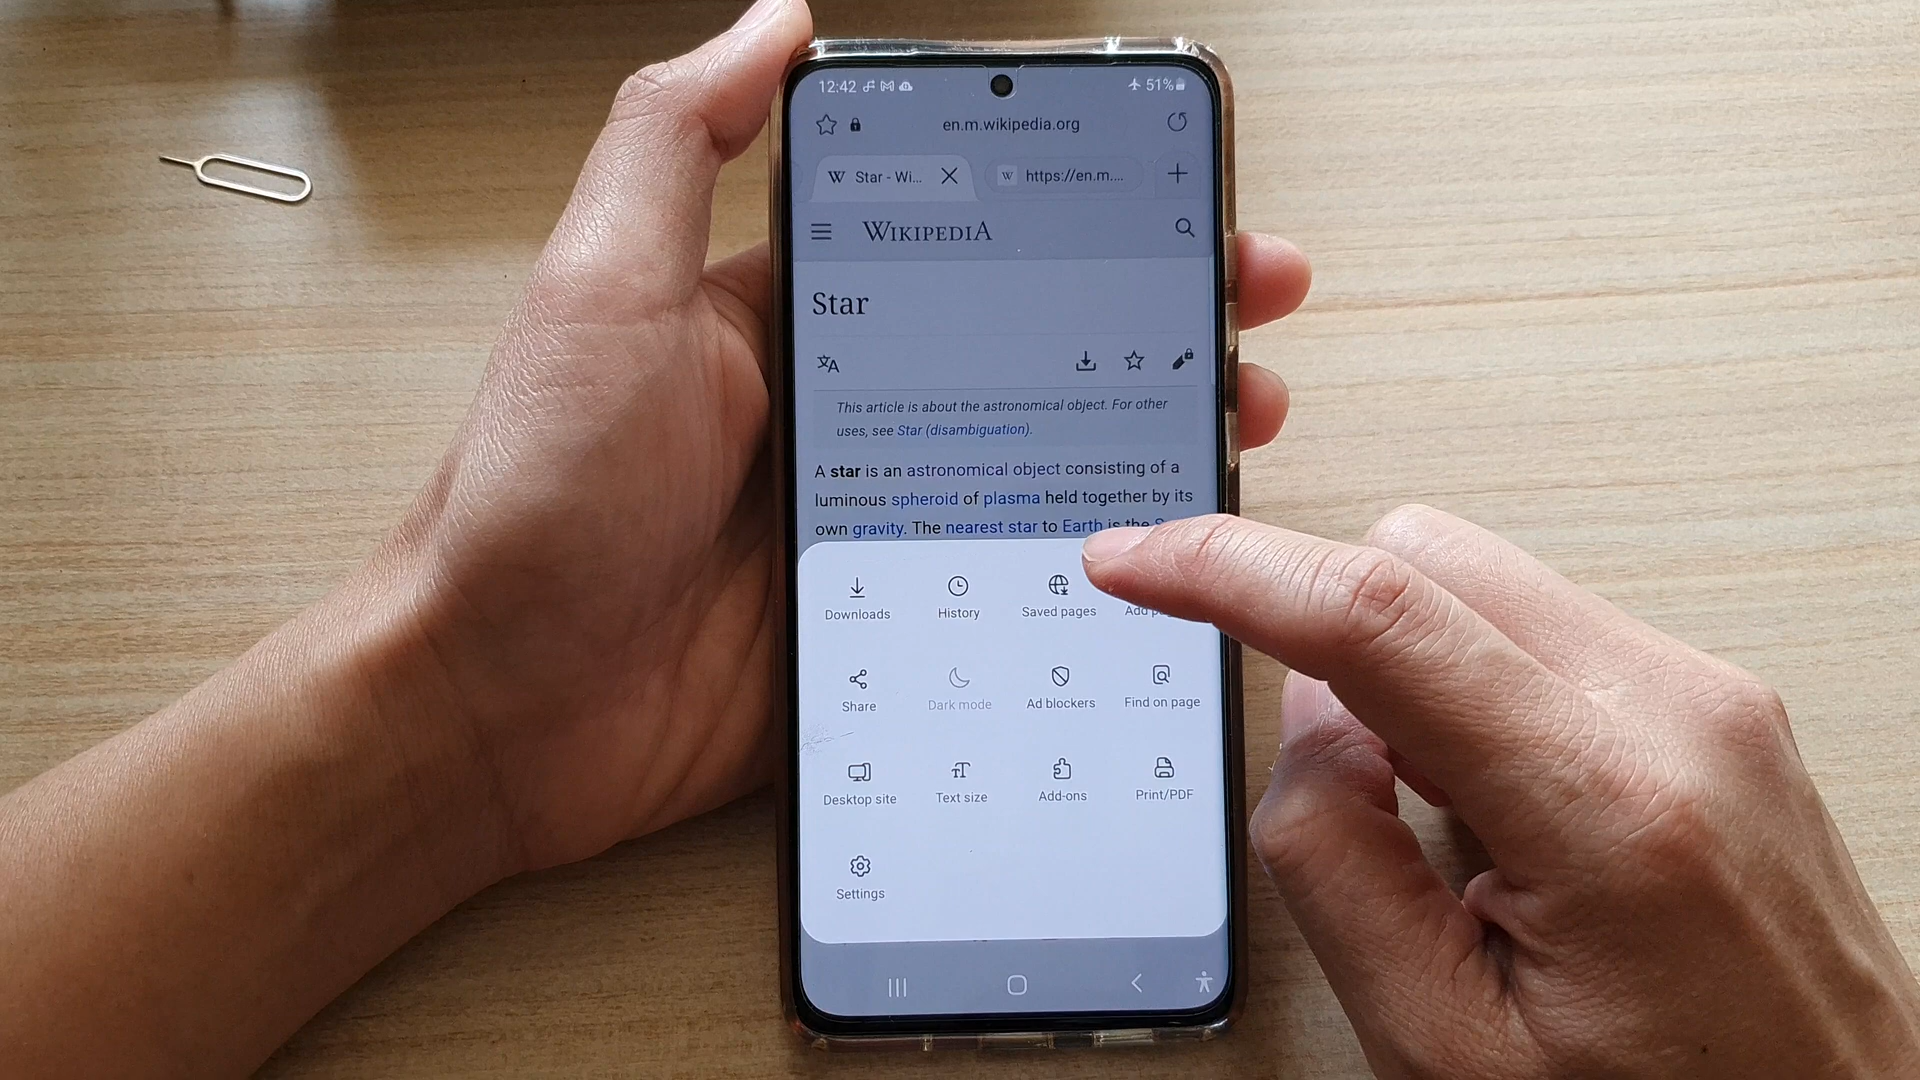 12:42 51%
en.m.wikipedia.org
W Star - Wi... W https://en.m....
WIKIPEDIA
Star
This article is about the astronomical object. For other
uses, see Star (disambiguation).
A star is an astronomical object consisting of a
luminous spheroid of plasma held together by its
own gravity. The nearest star to Earth is the
Downloads History Saved pages Add
Share Dark mode Ad blockers Find on page
Desktop site Text size Add-ons Print/PDF
Settings